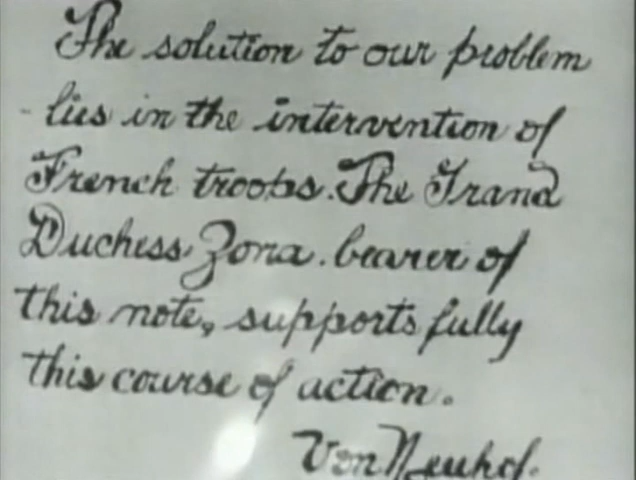 The solution to our problem
lies in the intervention of
French troops. The Grand
Duchess Zona. bearer of
this note, supports fully
this course of action.
Von Neuhof.